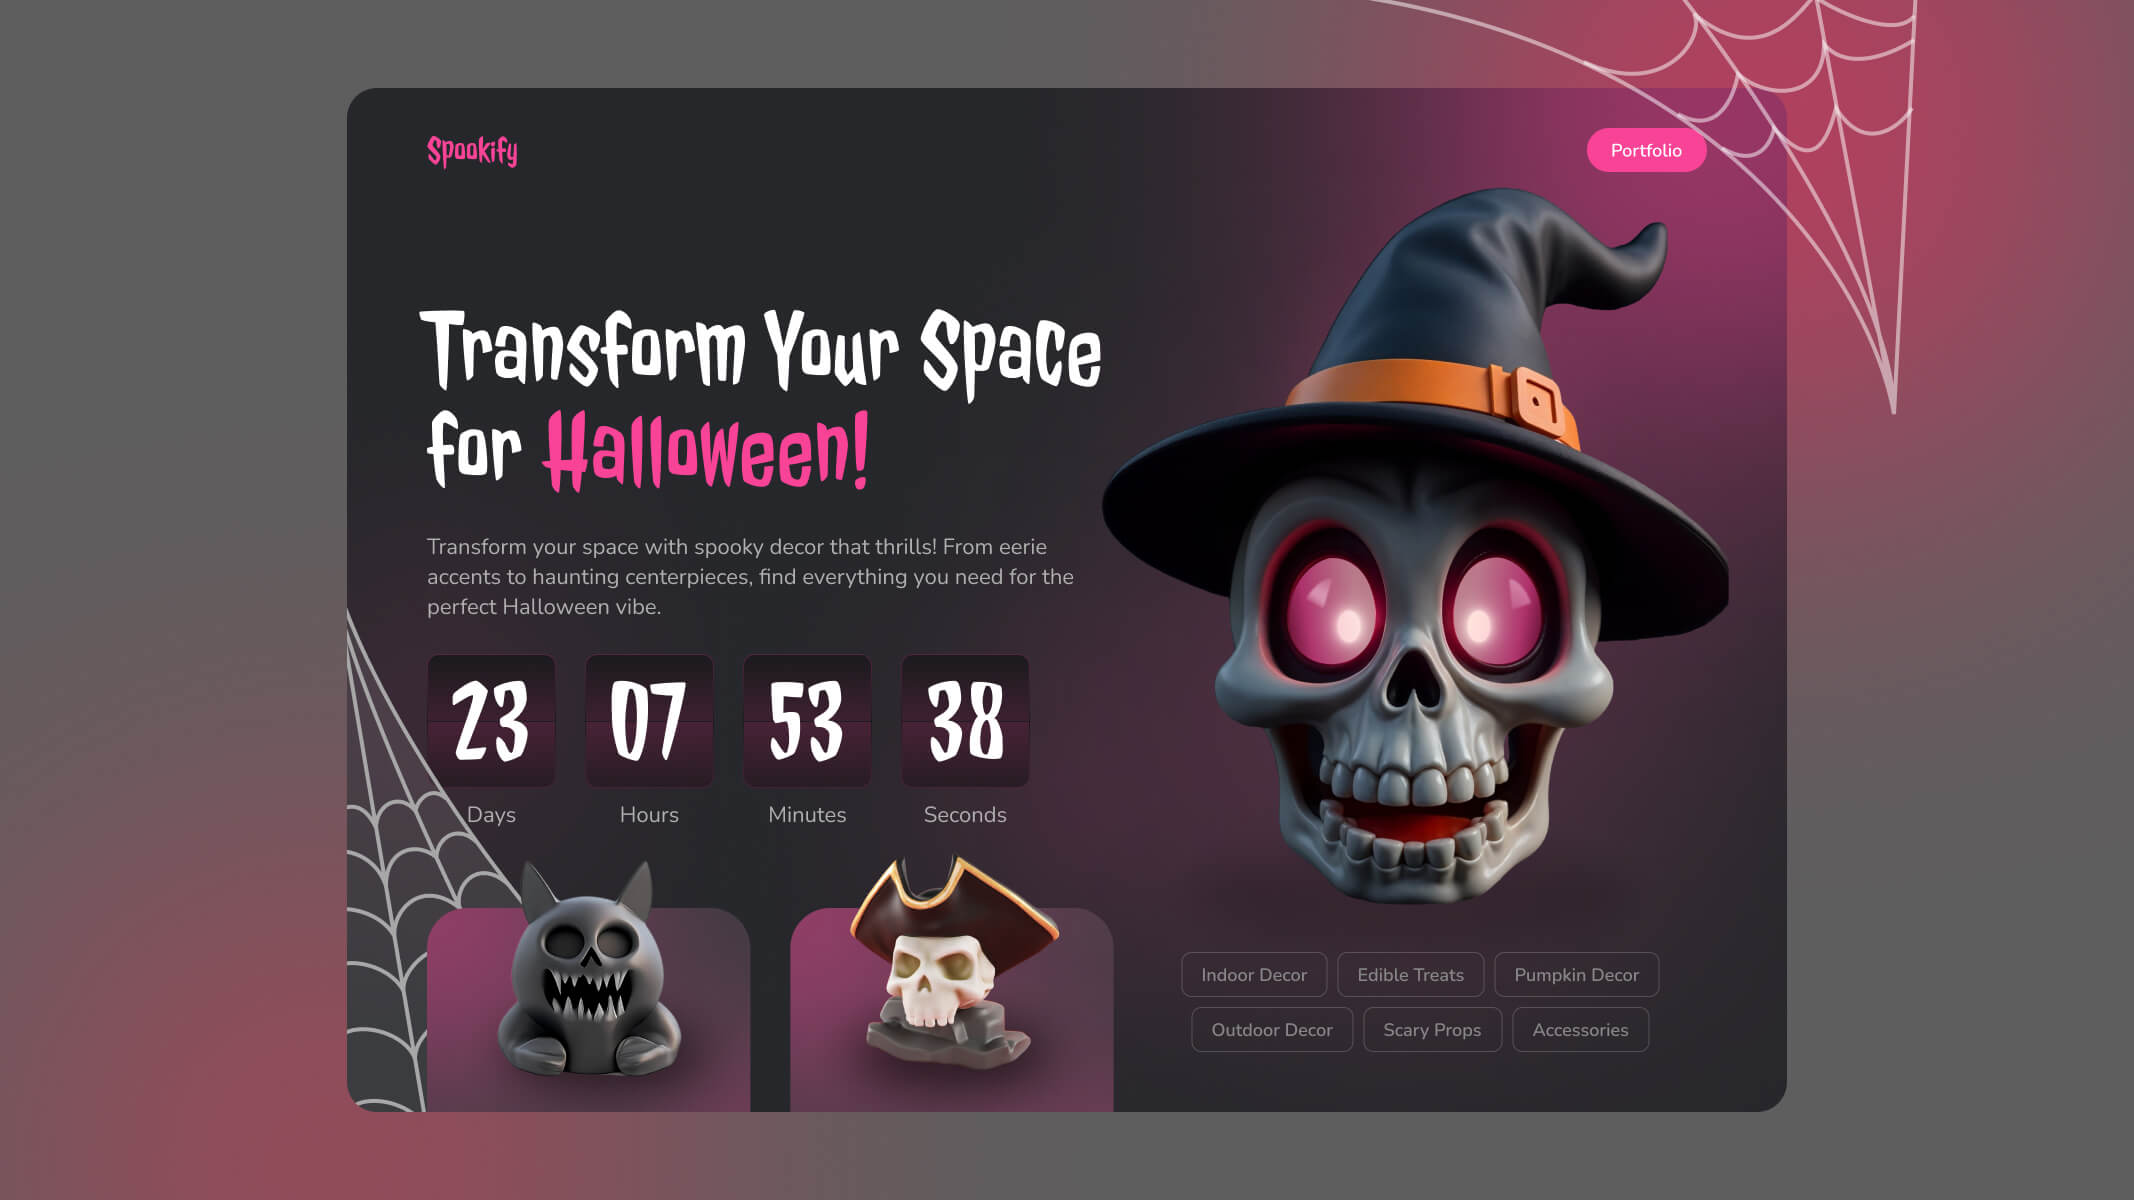 Spookify
Portfolio
Transform Your Space
for Halloween!
Transform your space with spooky decor that thrills! From eerie
accents to haunting centerpieces, find everything you need for the
perfect Halloween vibe.
23 07 53 38
Days Hours Minutes Seconds
Indoor Decor Edible Treats Pumpkin Decor
Outdoor Decor Scary Props Accessories